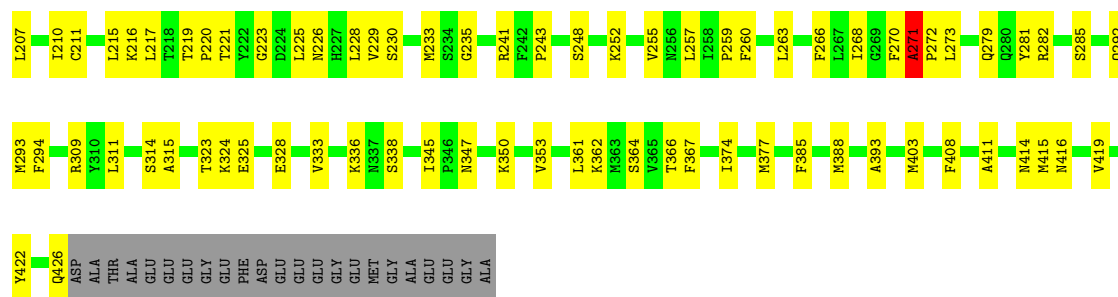 L207 I210 C211 L215 K216 L217 T218 T219 P220 T221 Y222 G223 D224 L225 N226 H227 L228 V229 S230 M233 S234 G235 R241 F242 P243 S248 K252 V255 N256 L257 I258 P259 F260 L263 F266 L267 I268 G269 F270 A271 P272 L273 Q279 Q280 Y281 R282 S285 Q292
M293 F294 R309 Y310 L311 S314 A315 T323 K324 E325 E328 V333 K336 N337 S338 I345 P346 N347 K350 V353 L361 K362 M363 S364 V365 T366 F367 I374 M377 F385 M388 A393 M403 F408 A411 N414 M415 N416 V419
Y422 Q426 ASP ALA THR ALA GLU GLU GLU GLY GLU PHE ASP GLU GLU GLU GLY GLU MET GLY ALA GLU GLU GLY ALA